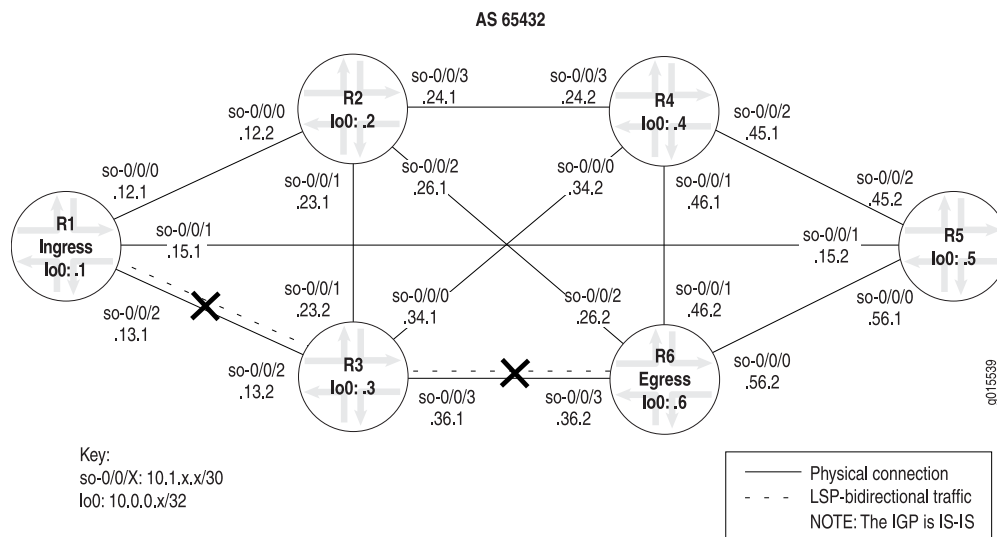 AS 65432
so-0/0/3
.24.1
so-0/0/3
.24.2
R2
lo0: .2
R4
lo0: .4
so-0/0/0
.12.2
so-0/0/2
.45.1
so-0/0/2
.26.1
so-0/0/0
.34.2
so-0/0/0
.12.1
so-0/0/1
.23.1
so-0/0/1
.46.1
so-0/0/2
.45.2
R1
Ingress
lo0: .1
so-0/0/1
.15.1
so-0/0/1
.15.2
R5
lo0: .5
so-0/0/2
.13.1
so-0/0/1
.23.2
so-0/0/0
.34.1
so-0/0/2
.26.2
so-0/0/1
.46.2
so-0/0/0
.56.1
so-0/0/2
.13.2
R3
lo0: .3
R6
Egress
lo0: .6
so-0/0/0
.56.2
so-0/0/3
.36.1
so-0/0/3
.36.2
g015539
Key:
so-0/0/X: 10.1.x.x/30
lo0: 10.0.0.x/32
Physical connection
LSP-bidirectional traffic
NOTE: The IGP is IS-IS